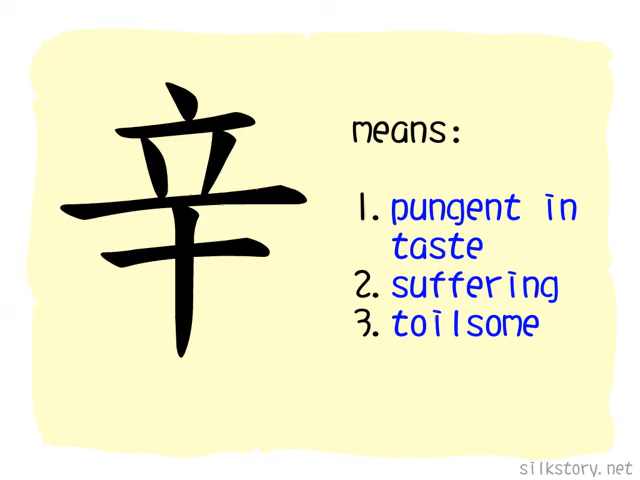 辛
means:
1. pungent in
taste
2. suffering
3. toilsome
silkstory.net